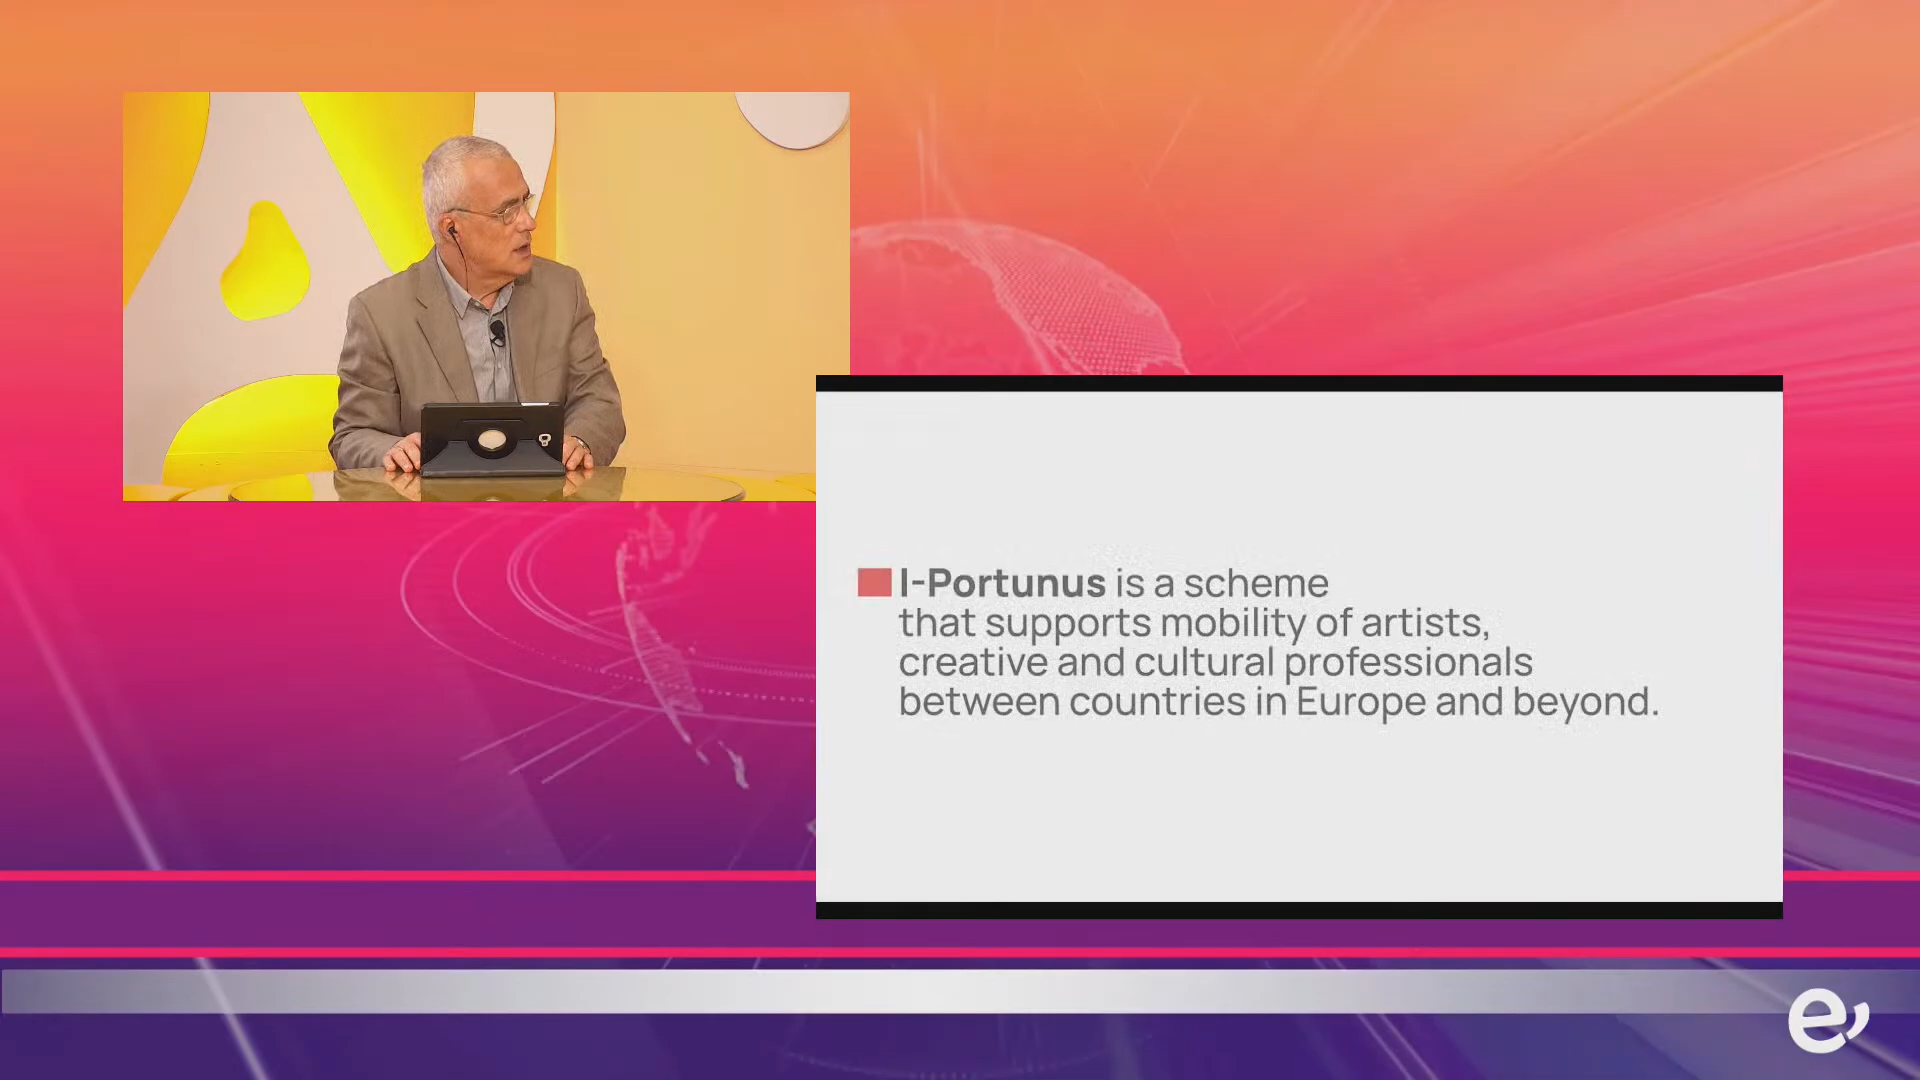 I-Portunus is a scheme
that supports mobility of artists,
creative and cultural professionals
between countries in Europe and beyond.
e